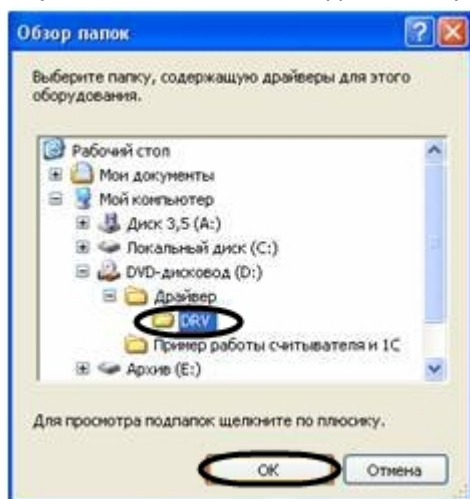 Обзор папок
Выберите папку, содержащую драйверы для этого
оборудования.
Рабочий стол
Мои документы
Мой компьютер
Диск 3,5 (A:)
Локальный диск (C:)
DVD-дисковод (D:)
Драйвер
DRV
Пример работы считывателя и 1С
Архив (E:)
Для просмотра подпапок щелкните по плюсику.
OK Отмена